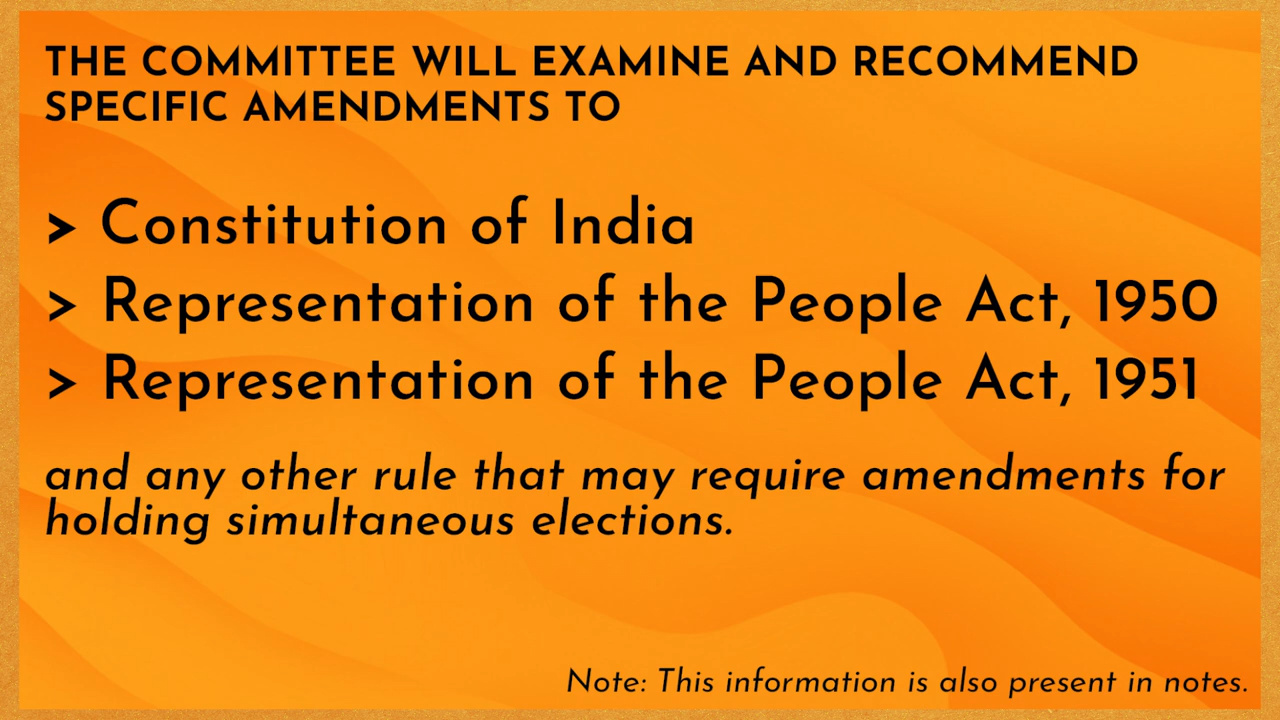 THE COMMITTEE WILL EXAMINE AND RECOMMEND
SPECIFIC AMENDMENTS TO
> Constitution of India
> Representation of the People Act, 1950
> Representation of the People Act, 1951
and any other rule that may require amendments for
holding simultaneous elections.
Note: This information is also present in notes.